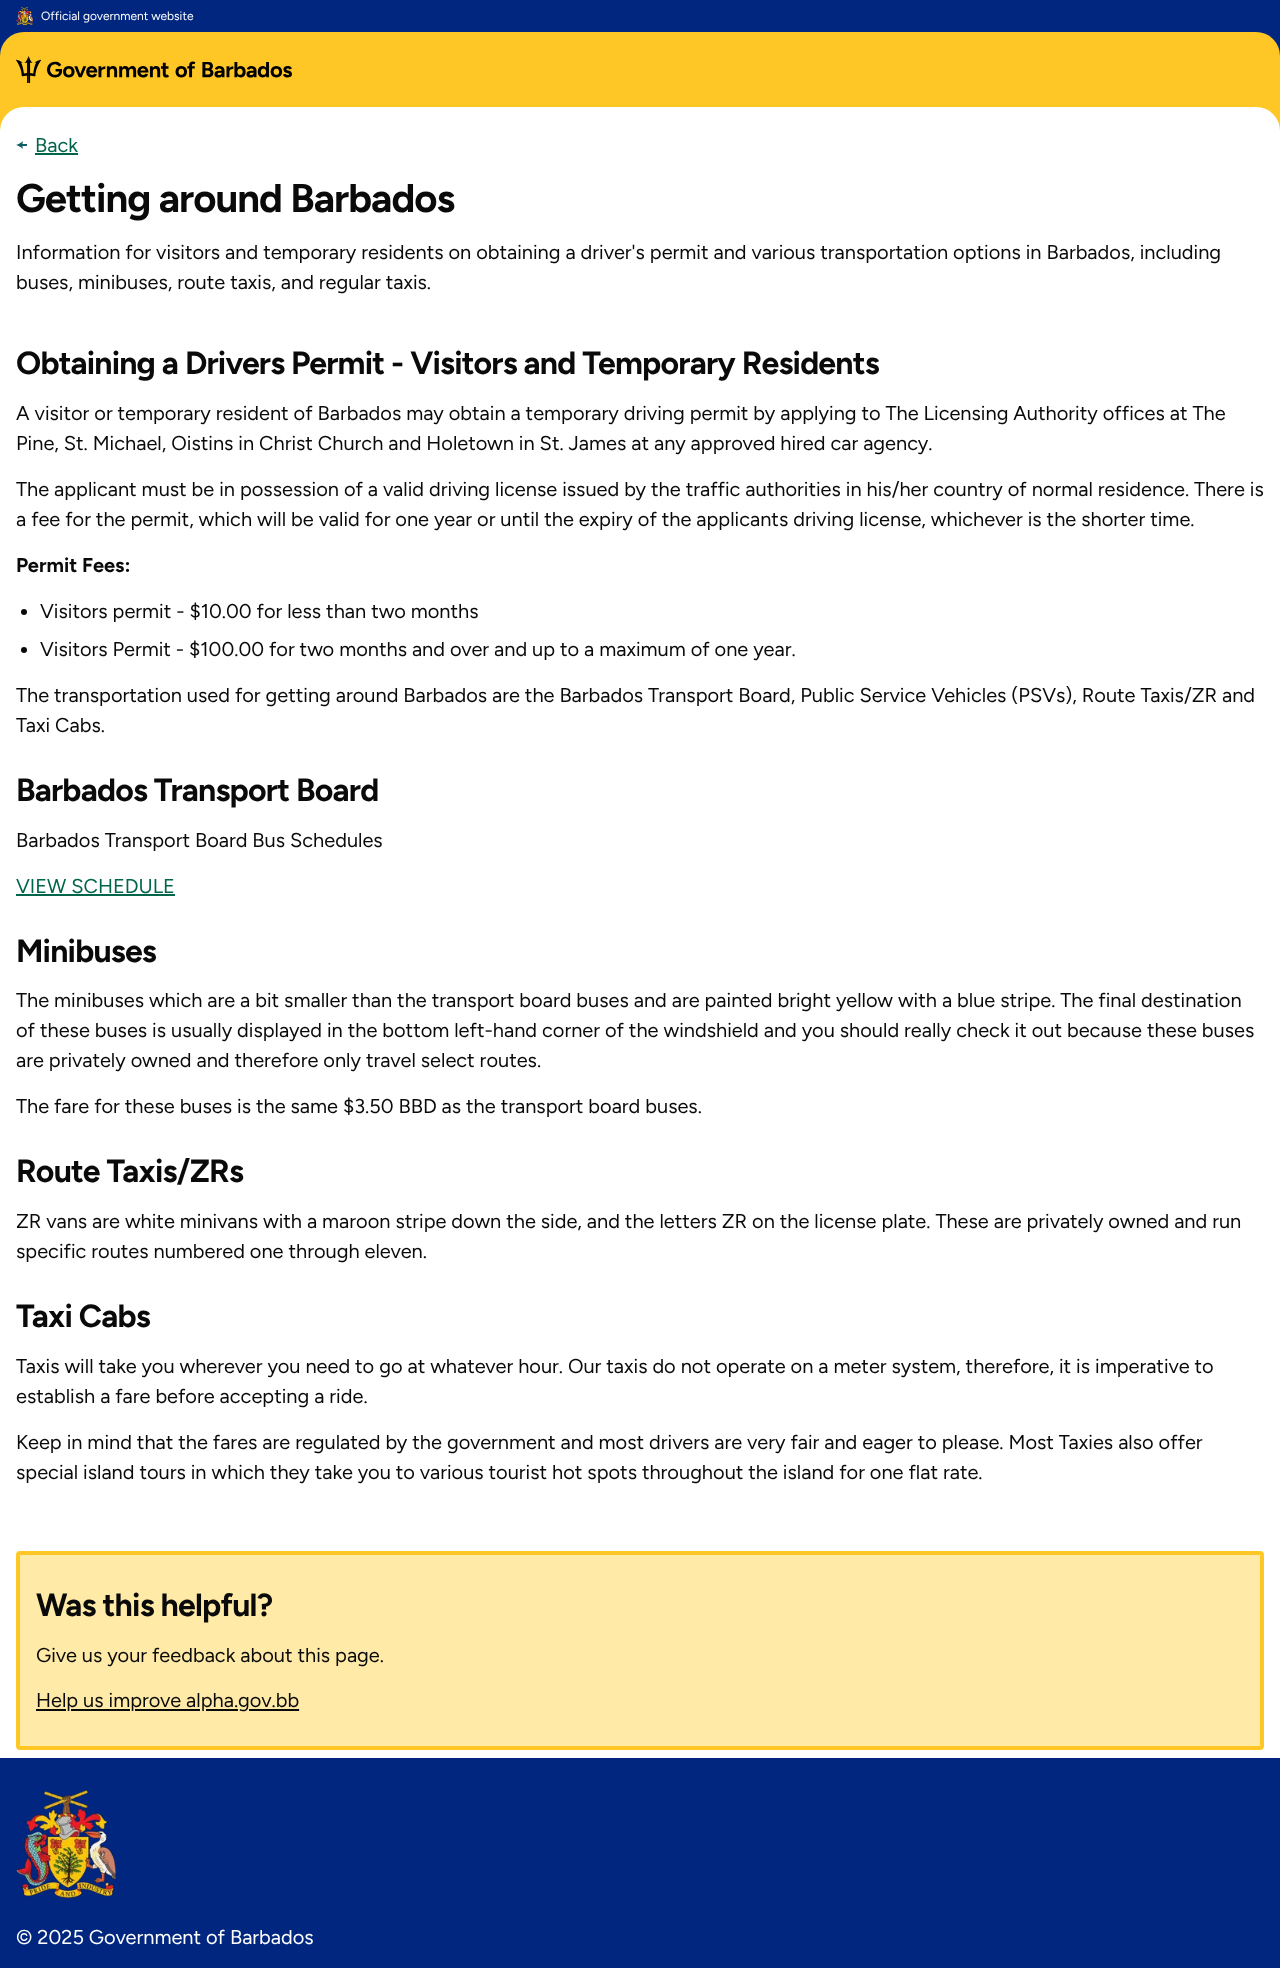 Official government website
Government of Barbados
Back
Getting around Barbados
Information for visitors and temporary residents on obtaining a driver's permit and various transportation options in Barbados, including
buses, minibuses, route taxis, and regular taxis.
Obtaining a Drivers Permit - Visitors and Temporary Residents
A visitor or temporary resident of Barbados may obtain a temporary driving permit by applying to The Licensing Authority offices at The
Pine, St. Michael, Oistins in Christ Church and Holetown in St. James at any approved hired car agency.
The applicant must be in possession of a valid driving license issued by the traffic authorities in his/her country of normal residence. There is
a fee for the permit, which will be valid for one year or until the expiry of the applicants driving license, whichever is the shorter time.
Permit Fees:
• Visitors permit - $10.00 for less than two months
• Visitors Permit - $100.00 for two months and over and up to a maximum of one year.
The transportation used for getting around Barbados are the Barbados Transport Board, Public Service Vehicles (PSVs), Route Taxis/ZR and
Taxi Cabs.
Barbados Transport Board
Barbados Transport Board Bus Schedules
VIEW SCHEDULE
Minibuses
The minibuses which are a bit smaller than the transport board buses and are painted bright yellow with a blue stripe. The final destination
of these buses is usually displayed in the bottom left-hand corner of the windshield and you should really check it out because these buses
are privately owned and therefore only travel select routes.
The fare for these buses is the same $3.50 BBD as the transport board buses.
Route Taxis/ZRs
ZR vans are white minivans with a maroon stripe down the side, and the letters ZR on the license plate. These are privately owned and run
specific routes numbered one through eleven.
Taxi Cabs
Taxis will take you wherever you need to go at whatever hour. Our taxis do not operate on a meter system, therefore, it is imperative to
establish a fare before accepting a ride.
Keep in mind that the fares are regulated by the government and most drivers are very fair and eager to please. Most Taxies also offer
special island tours in which they take you to various tourist hot spots throughout the island for one flat rate.
Was this helpful?
Give us your feedback about this page.
Help us improve alpha.gov.bb
PRIDE AND INDUSTRY
© 2025 Government of Barbados